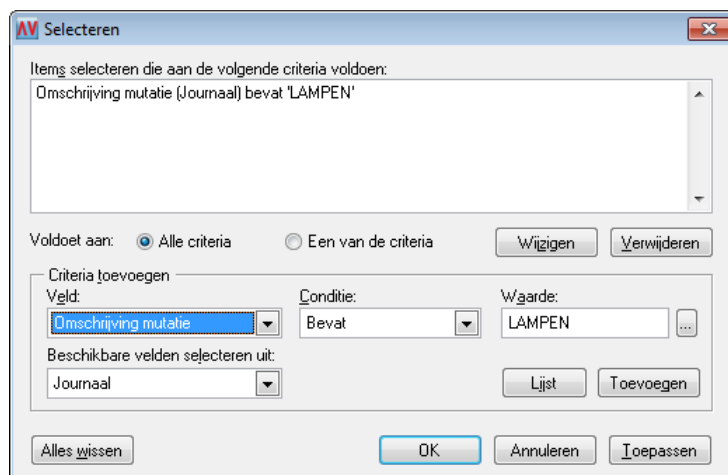 AV Selecteren
Items selecteren die aan de volgende criteria voldoen:
Omschrijving mutatie (Journaal) bevat 'LAMPEN'
Voldoet aan: Alle criteria Een van de criteria Wijzigen Verwijderen
Criteria toevoegen
Veld: Conditie: Waarde:
Omschrijving mutatie Bevat LAMPEN ...
Beschikbare velden selecteren uit:
Journaal Lijst Toevoegen
Alles wissen OK Annuleren Toepassen